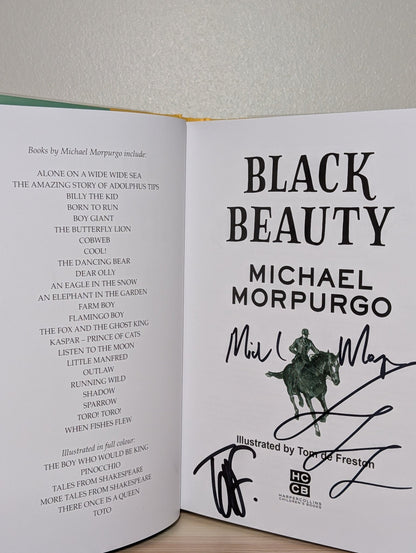 Books by Michael Morpurgo include:
ALONE ON A WIDE WIDE SEA
THE AMAZING STORY OF ADOLPHUS TIPS
BILLY THE KID
BORN TO RUN
BOY GIANT
THE BUTTERFLY LION
COBWEB
COOL!
THE DANCING BEAR
DEAR OLLY
AN EAGLE IN THE SNOW
AN ELEPHANT IN THE GARDEN
FARM BOY
FLAMINGO BOY
THE FOX AND THE GHOST KING
KASPAR – PRINCE OF CATS
LISTEN TO THE MOON
LITTLE MANFRED
OUTLAW
RUNNING WILD
SHADOW
SPARROW
TORO! TORO!
WHEN FISHES FLEW
Illustrated in full colour:
THE BOY WHO WOULD BE KING
PINOCCHIO
TALES FROM SHAKESPEARE
MORE TALES FROM SHAKESPEARE
THERE ONCE IS A QUEEN
TOTO
BLACK
BEAUTY
MICHAEL
MORPURGO
Illustrated by Tom de Freston
HC
CB
HARPERCOLLINS
CHILDREN'S BOOKS